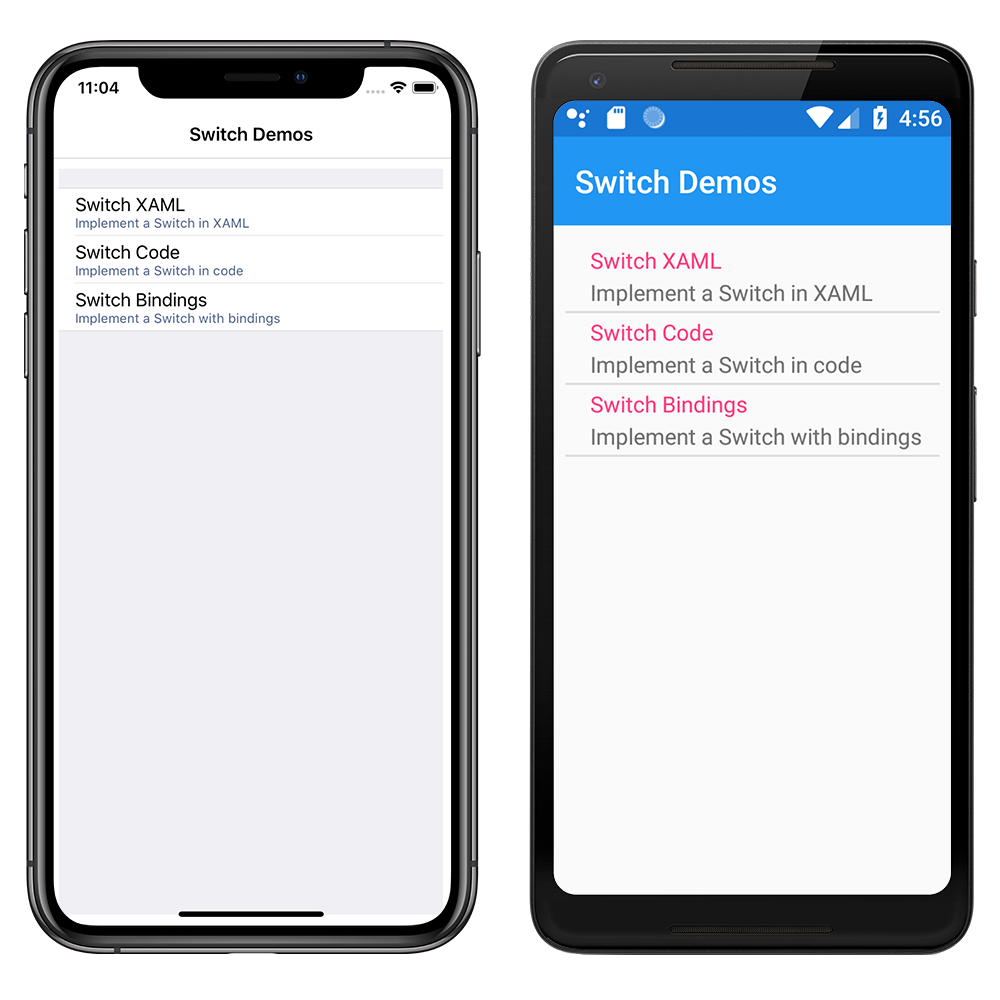 11:04
Switch Demos
Switch XAML
Implement a Switch in XAML
Switch Code
Implement a Switch in code
Switch Bindings
Implement a Switch with bindings
4:56
Switch Demos
Switch XAML
Implement a Switch in XAML
Switch Code
Implement a Switch in code
Switch Bindings
Implement a Switch with bindings